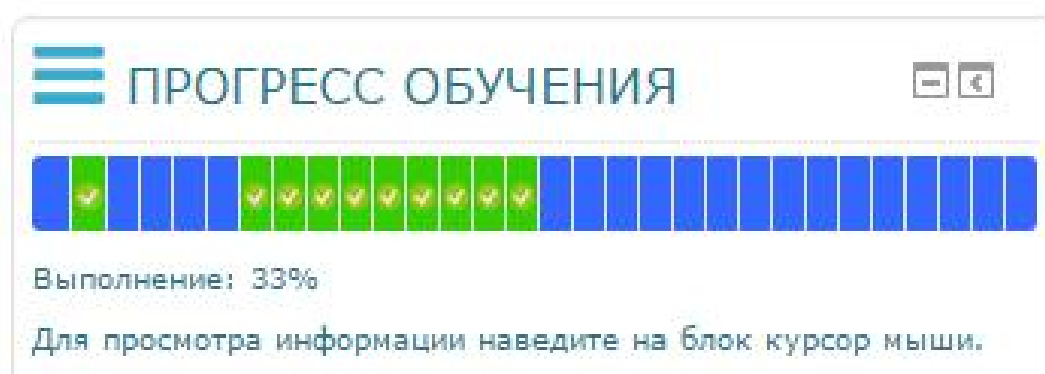 ПРОГРЕСС ОБУЧЕНИЯ
Выполнение: 33%
Для просмотра информации наведите на блок курсор мыши.